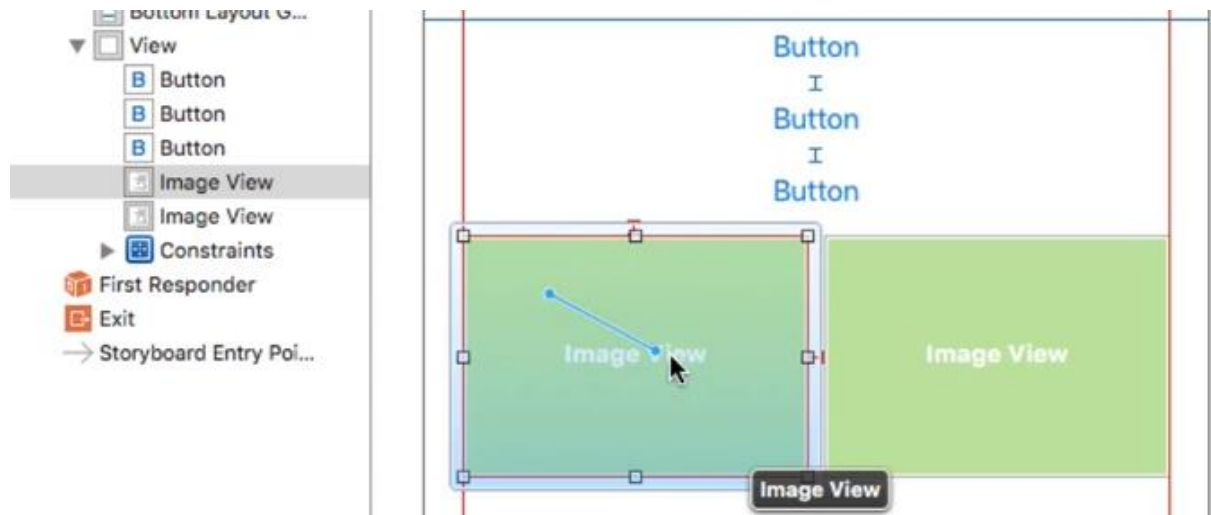 Bottom Layout G...
View
B Button
B Button
B Button
Image View
Image View
Constraints
First Responder
Exit
Storyboard Entry Poi...
Button
Button
Button
Image View
Image View
Image View